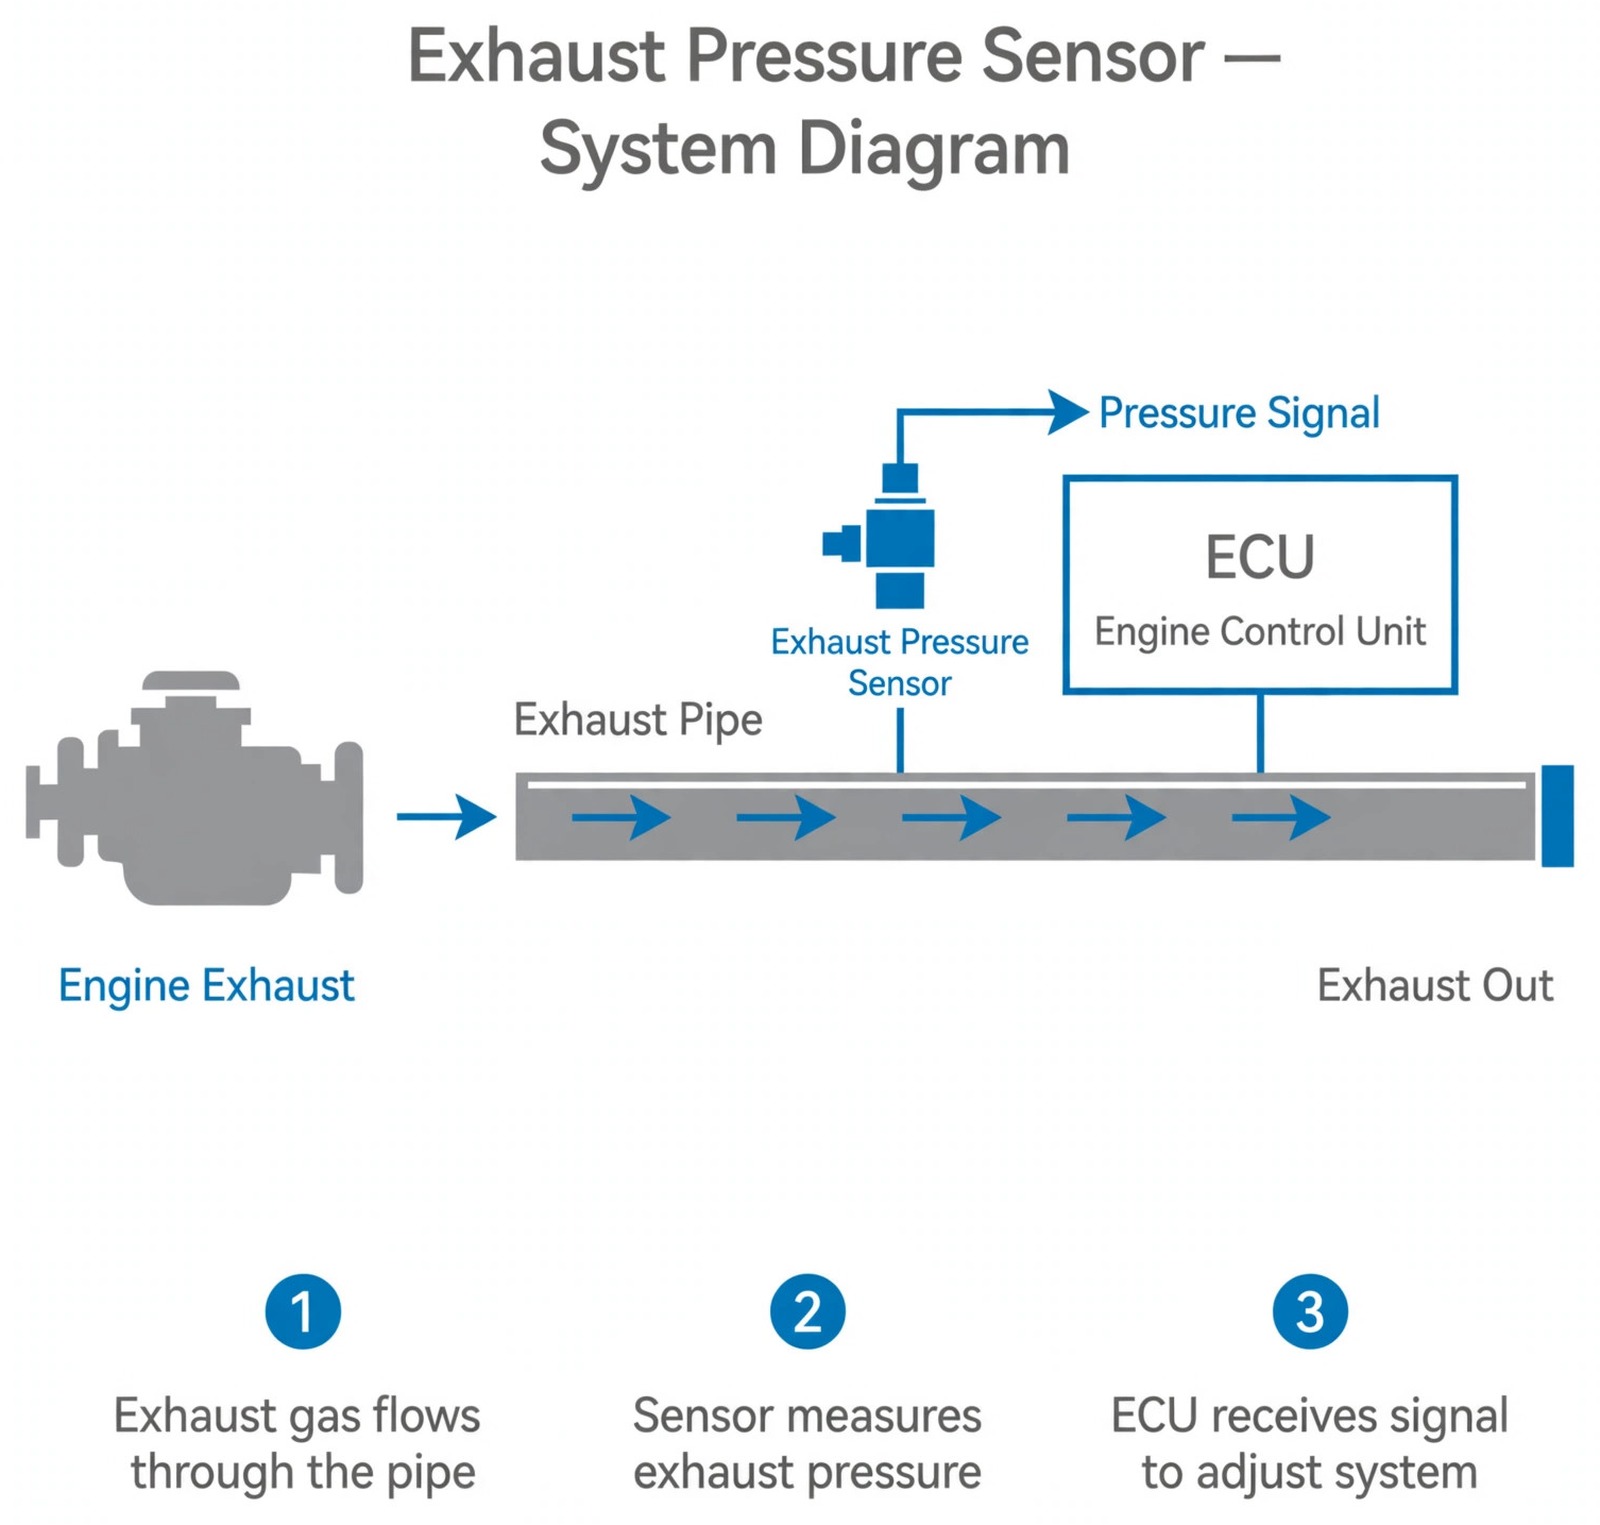 Exhaust Pressure Sensor —
System Diagram
Pressure Signal
ECU
Engine Control Unit
Exhaust Pressure
Sensor
Exhaust Pipe
Engine Exhaust
Exhaust Out
1
Exhaust gas flows
through the pipe
2
Sensor measures
exhaust pressure
3
ECU receives signal
to adjust system